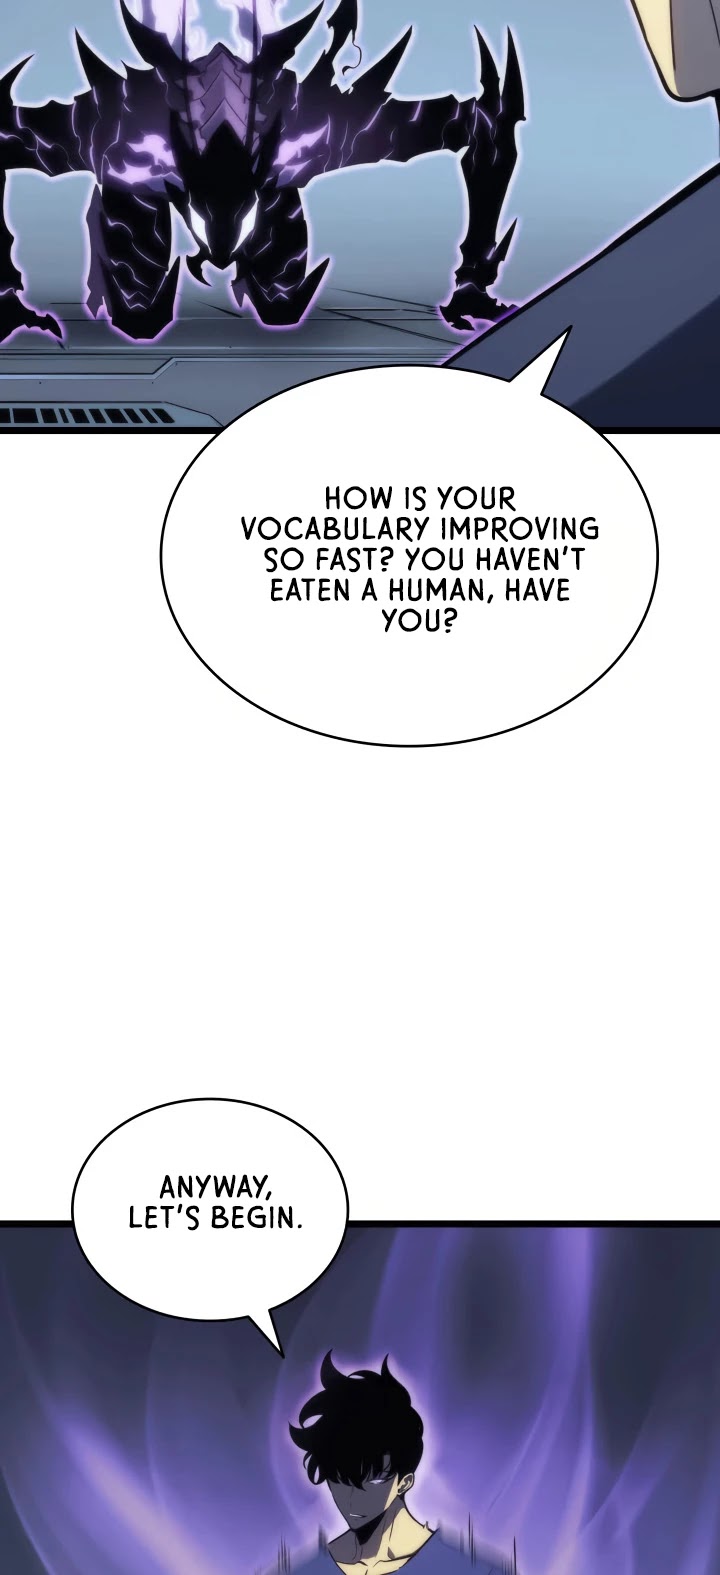 HOW IS YOUR
VOCABULARY IMPROVING
SO FAST? YOU HAVEN'T
EATEN A HUMAN, HAVE
YOU?
ANYWAY,
LET'S BEGIN.